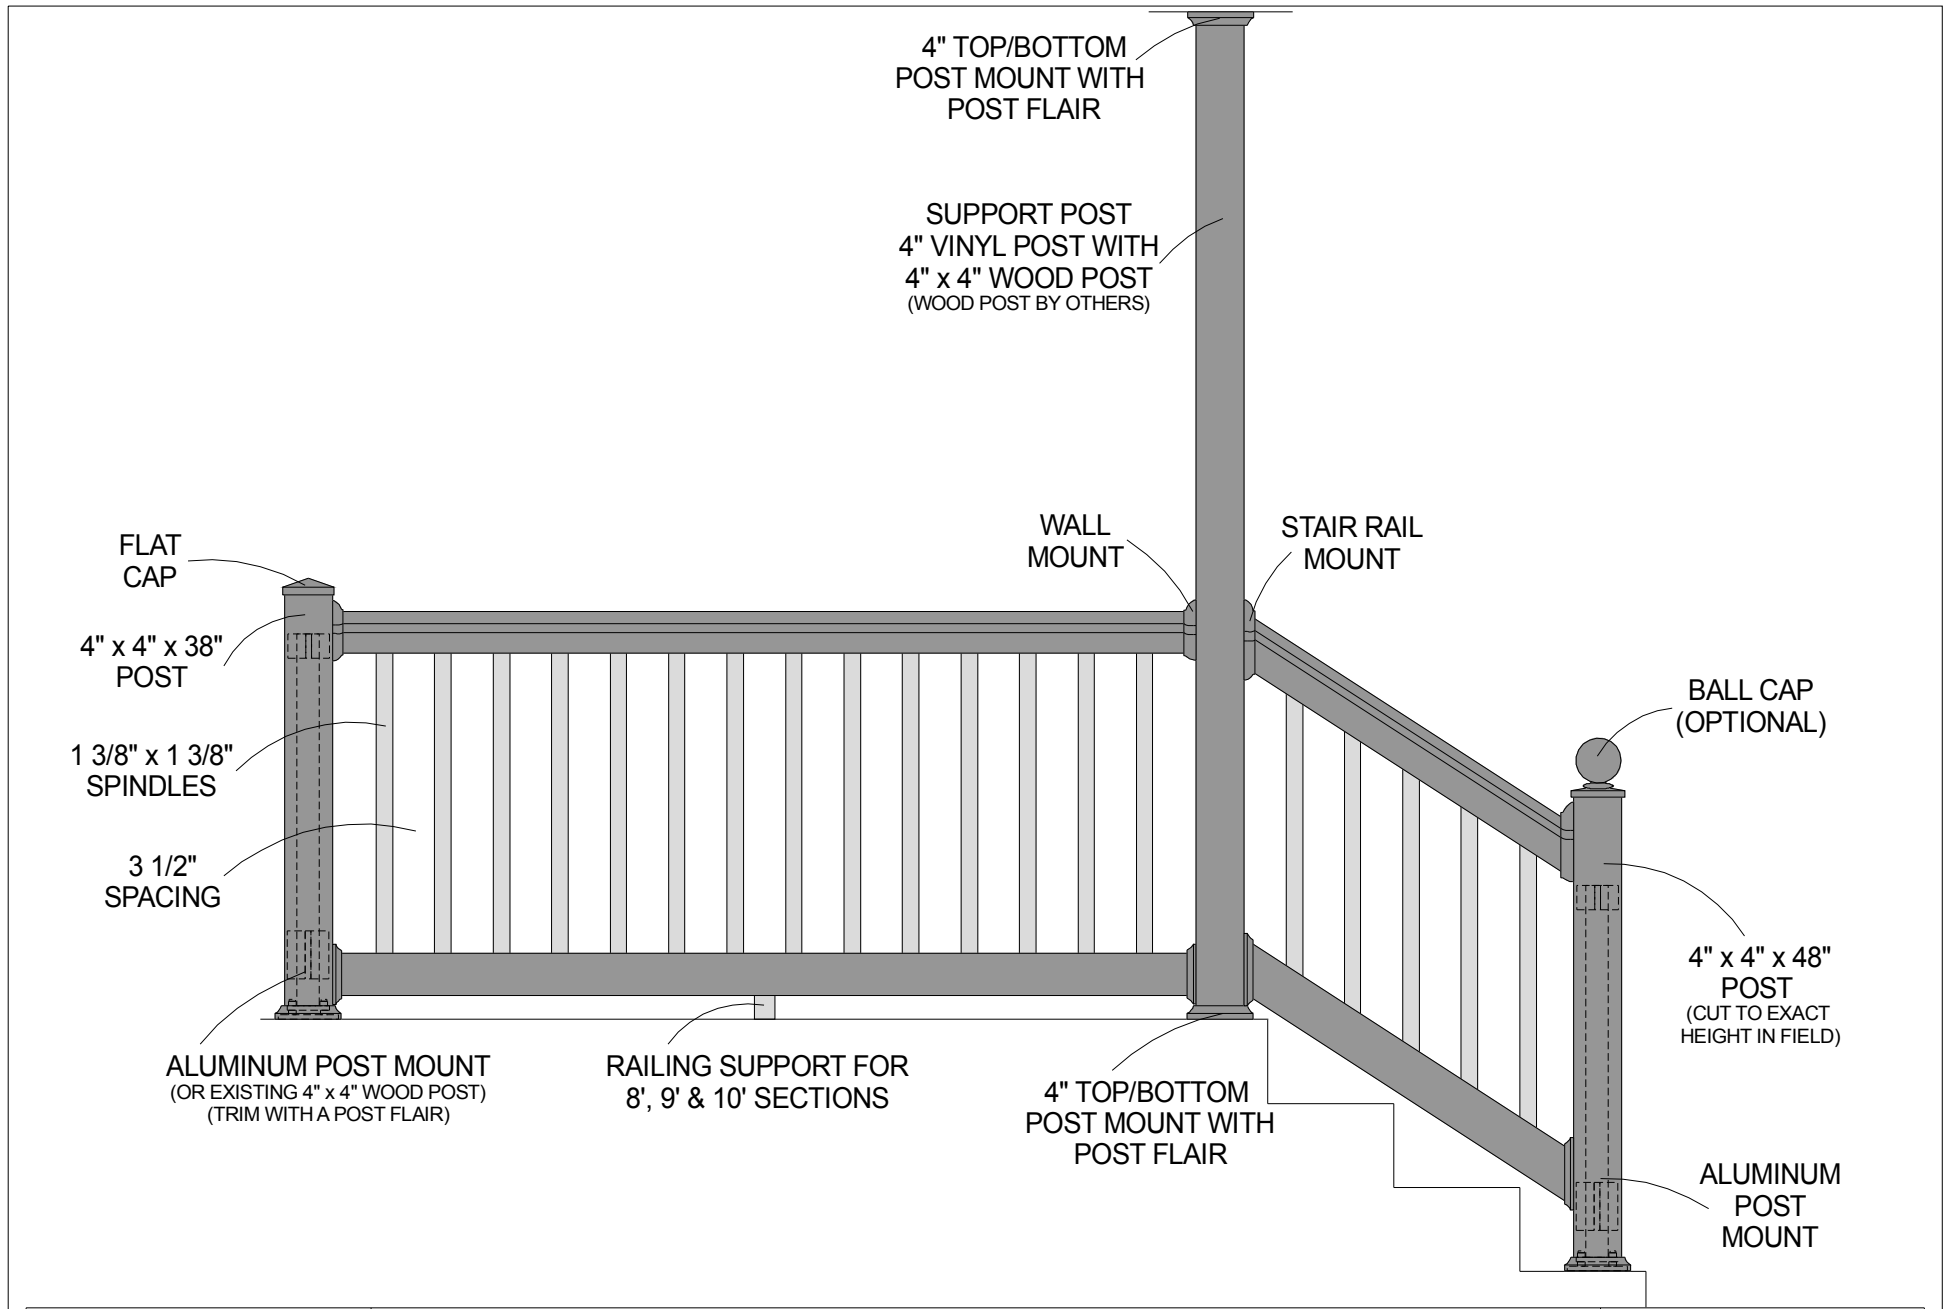 4" TOP/BOTTOM
POST MOUNT WITH
POST FLAIR
SUPPORT POST
4" VINYL POST WITH
4" x 4" WOOD POST
(WOOD POST BY OTHERS)
WALL
MOUNT
STAIR RAIL
MOUNT
FLAT
CAP
4" x 4" x 38"
POST
1 3/8" x 1 3/8"
SPINDLES
3 1/2"
SPACING
BALL CAP
(OPTIONAL)
4" x 4" x 48"
POST
(CUT TO EXACT
HEIGHT IN FIELD)
ALUMINUM POST MOUNT
(OR EXISTING 4" x 4" WOOD POST)
(TRIM WITH A POST FLAIR)
RAILING SUPPORT FOR
8', 9' & 10' SECTIONS
4" TOP/BOTTOM
POST MOUNT WITH
POST FLAIR
ALUMINUM
POST
MOUNT